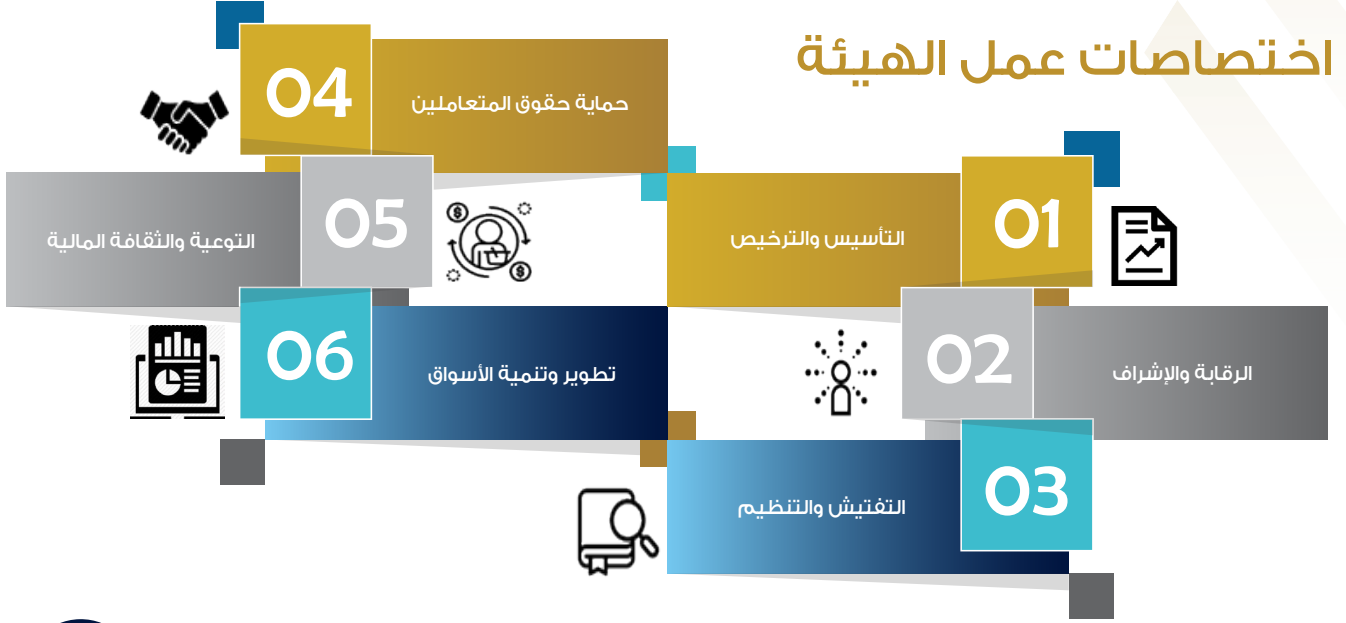 اختصاصات عمل الهيئة
01
التأسيس والترخيص
02
الرقابة والإشراف
03
التفتيش والتنظيم
04
حماية حقوق المتعاملين
05
التوعية والثقافة المالية
06
تطوير وتنمية الأسواق